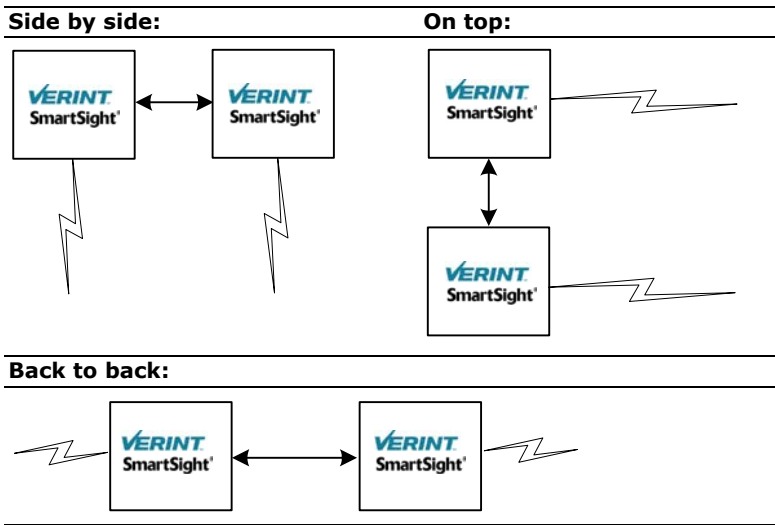 Side by side:
On top:
VERINT.
SmartSight
VERINT.
SmartSight
VERINT.
SmartSight
VERINT.
SmartSight
Back to back:
VERINT.
SmartSight
VERINT.
SmartSight